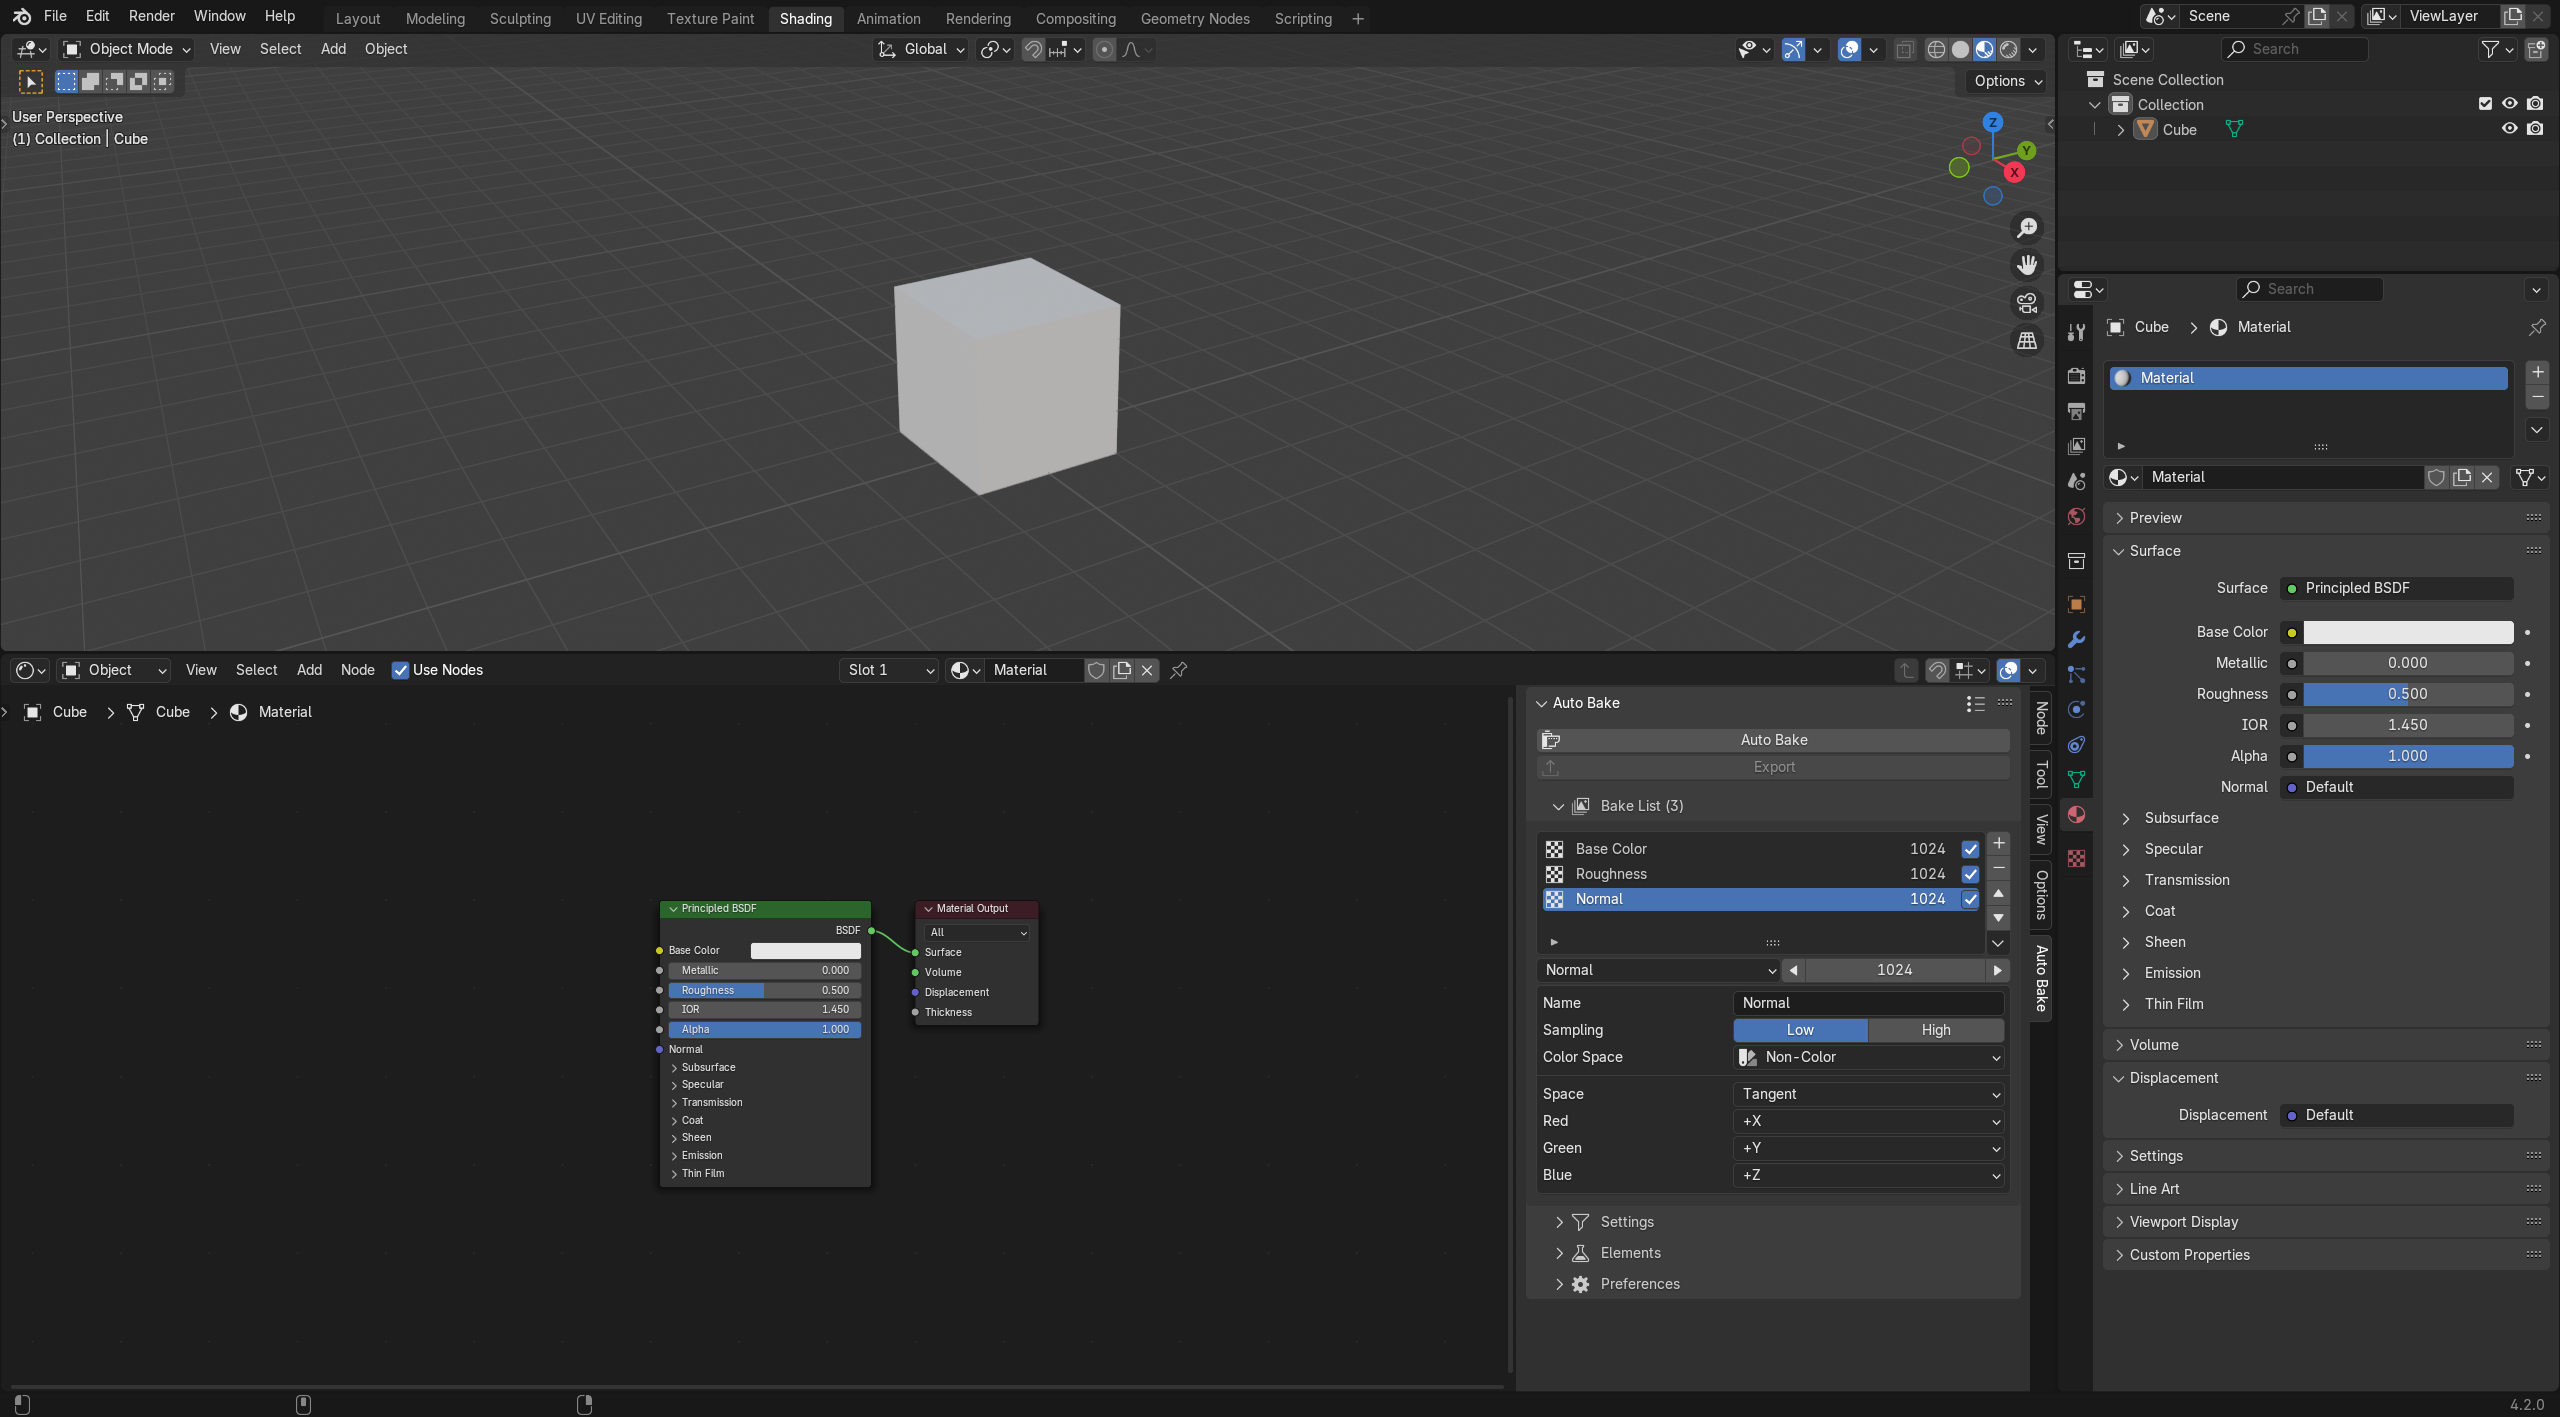 File Edit Render Window Help Layout Modeling Sculpting UV Editing Texture Paint Shading Animation Rendering Compositing Geometry Nodes Scripting + Scene ViewLayer
Object Mode View Select Add Object Global Search
Options
User Perspective
(1) Collection | Cube
Z
Y
X
Scene Collection
Collection
Cube
Search
Cube Material
Material
Material
Preview
Surface
Surface Principled BSDF
Base Color
Metallic 0.000
Roughness 0.500
IOR 1.450
Alpha 1.000
Normal Default
Subsurface
Specular
Transmission
Coat
Sheen
Emission
Thin Film
Volume
Displacement
Displacement Default
Settings
Line Art
Viewport Display
Custom Properties
Object View Select Add Node Use Nodes Slot 1 Material
Cube Cube Material
Principled BSDF
BSDF
Base Color
Metallic 0.000
Roughness 0.500
IOR 1.450
Alpha 1.000
Normal
Subsurface
Specular
Transmission
Coat
Sheen
Emission
Thin Film
Material Output
All
Surface
Volume
Displacement
Thickness
Auto Bake
Auto Bake
Export
Bake List (3)
Base Color 1024
Roughness 1024
Normal 1024
Normal 1024
Name Normal
Sampling Low High
Color Space Non-Color
Space Tangent
Red +X
Green +Y
Blue +Z
Settings
Elements
Preferences
Node
Tool
View
Options
Auto Bake
4.2.0